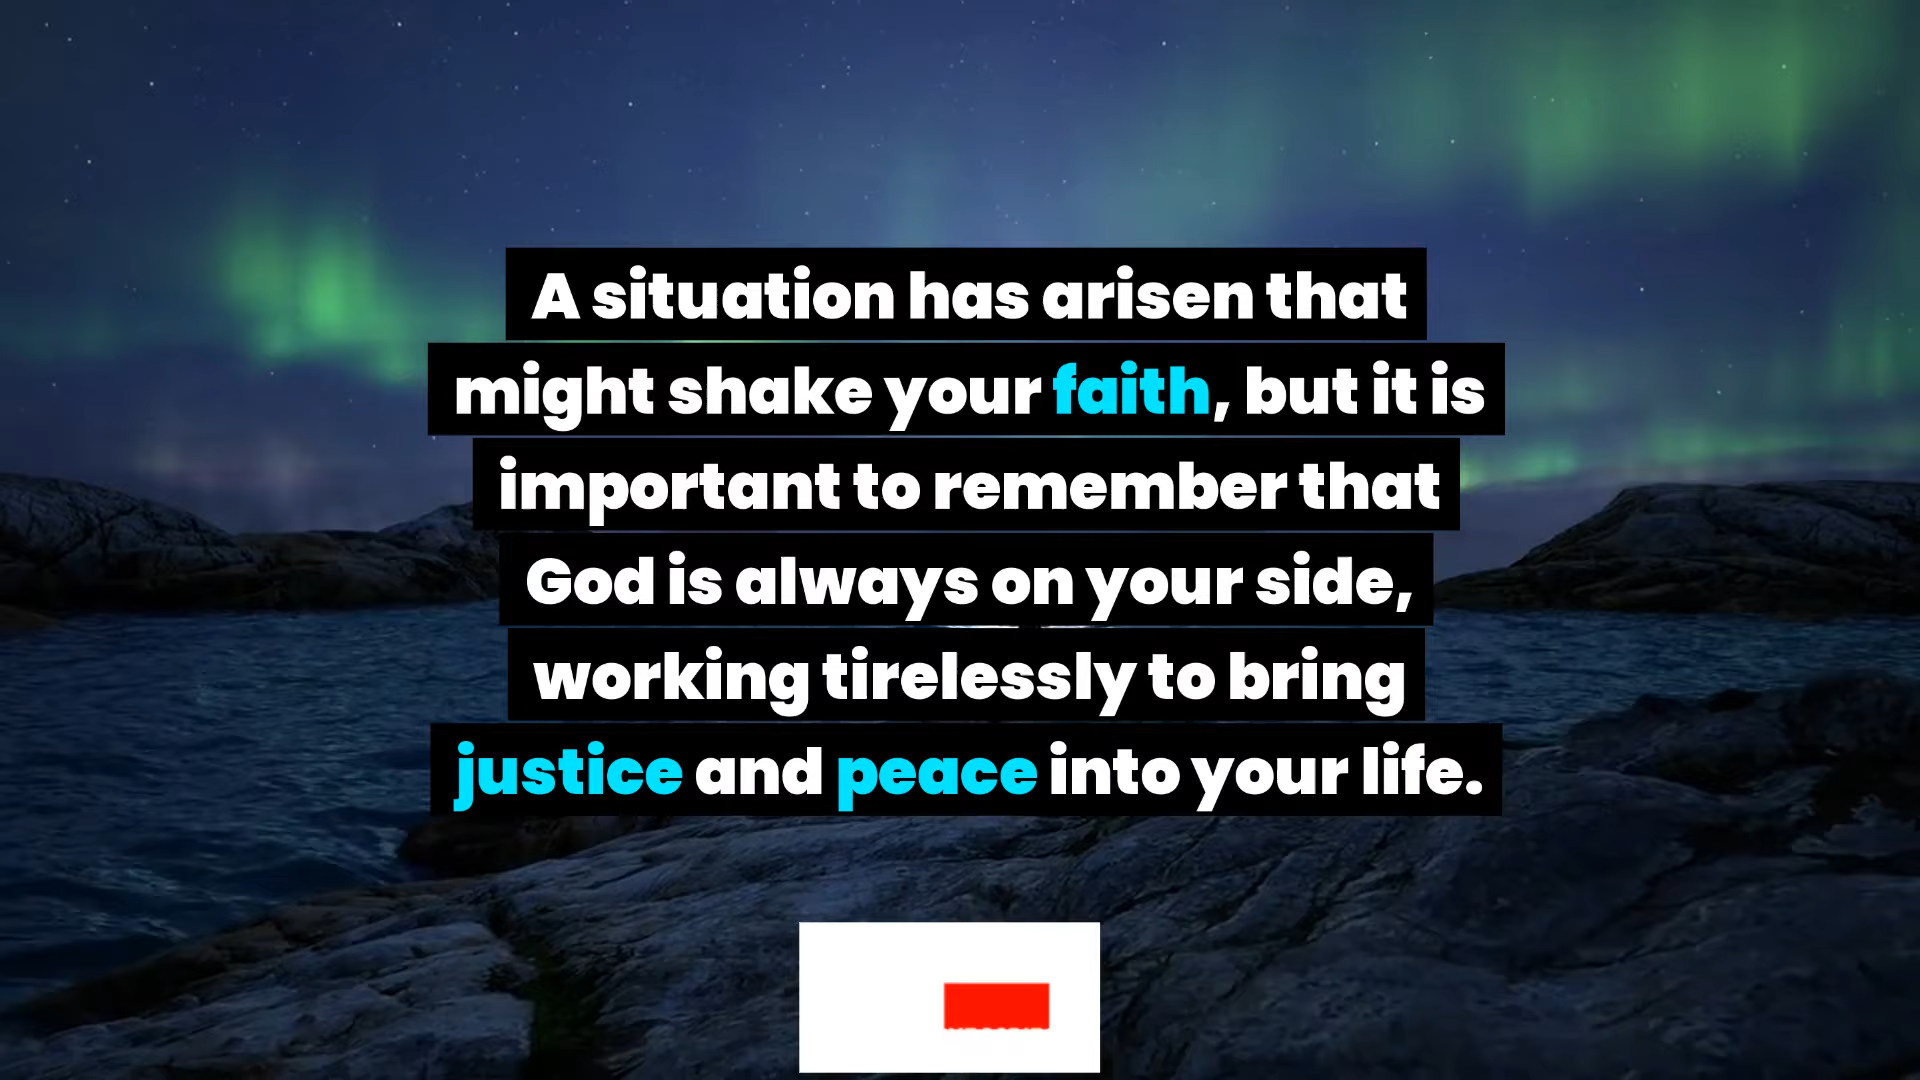 A situation has arisen that
might shake your faith, but it is
important to remember that
God is always on your side,
working tirelessly to bring
justice and peace into your life.